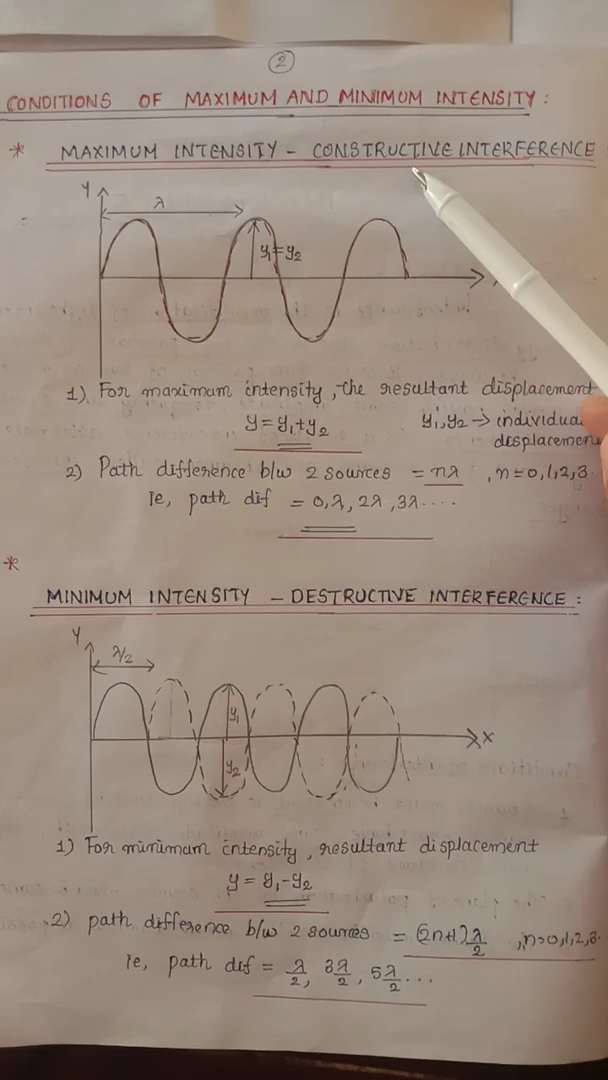 2
CONDITIONS OF MAXIMUM AND MINIMUM INTENSITY :
* MAXIMUM INTENSITY - CONSTRUCTIVE INTERFERENCE
Y
λ
y₁=y₂
1) For maximum intensity, the resultant displacement
y = y₁+y₂ y₁,y₂ → individua
displacemen
2) Path difference b/w 2 sources = nλ , n=0,1,2,3.
Ie, path dif = 0,λ, 2λ ,3λ ....
*
MINIMUM INTENSITY - DESTRUCTIVE INTERFERENCE :
Y
λ/2
y₁
X
y₂
1) For minimum intensity, resultant displacement
y = y₁-y₂
2) path difference b/w 2 sources = (2n+1) λ/2 , n=0,1,2,3.
Ie, path dif = λ/2, 3λ/2, 5λ/2 ...